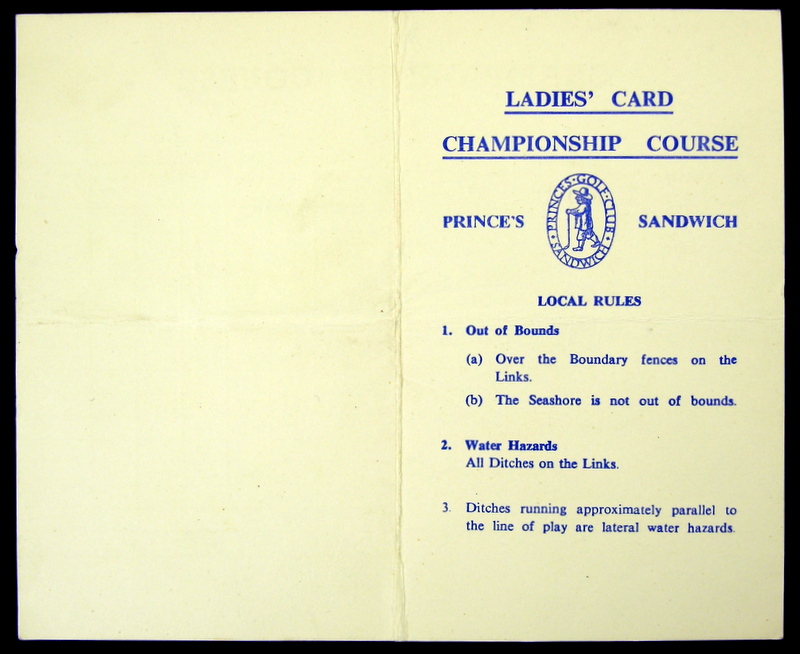 LADIES' CARD
CHAMPIONSHIP COURSE
PRINCE'S
PRINCES·GOLF·CLUB
·SANDWICH·
SANDWICH
LOCAL RULES
1. Out of Bounds
(a) Over the Boundary fences on the
Links.
(b) The Seashore is not out of bounds.
2. Water Hazards
All Ditches on the Links.
3. Ditches running approximately parallel to
the line of play are lateral water hazards.